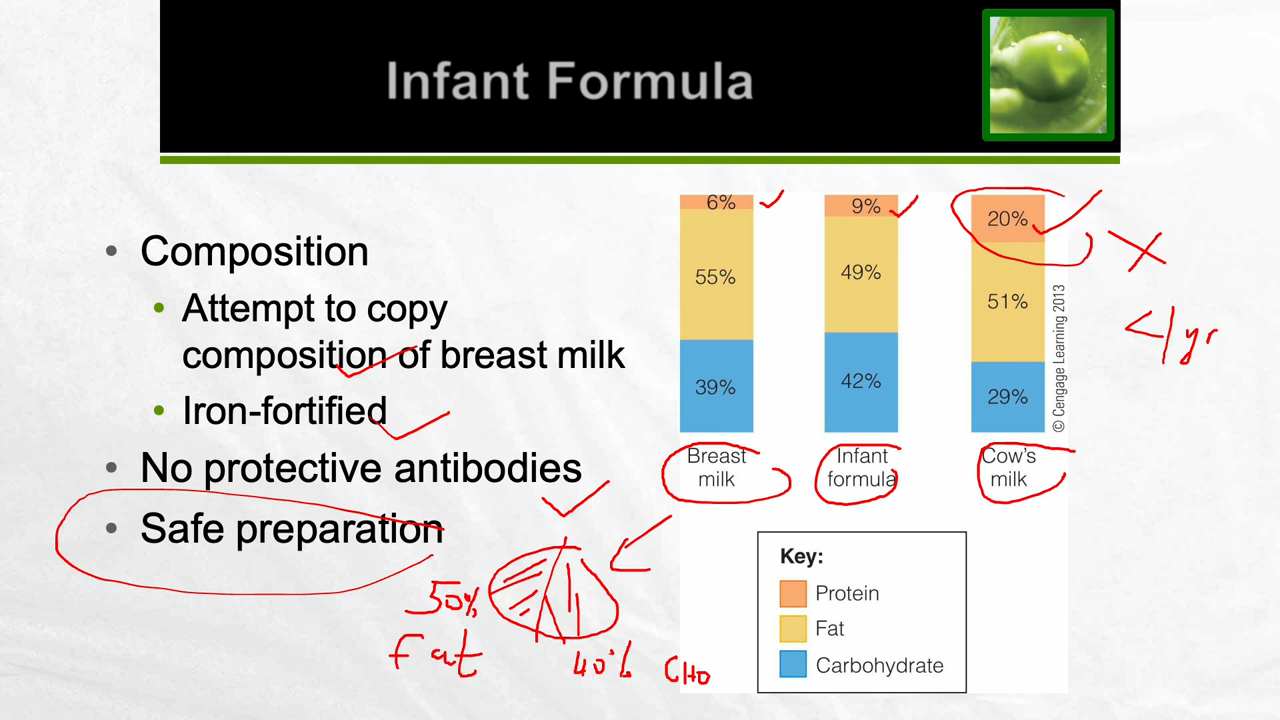 Infant Formula
• Composition
• Attempt to copy
composition of breast milk
• Iron-fortified
• No protective antibodies
• Safe preparation
6%
55%
39%
Breast
milk
9%
49%
42%
Infant
formula
20%
51%
29%
Cow's
milk
© Cengage Learning 2013
<1yr
Key:
Protein
Fat
Carbohydrate
50%
Fat
40% CHO